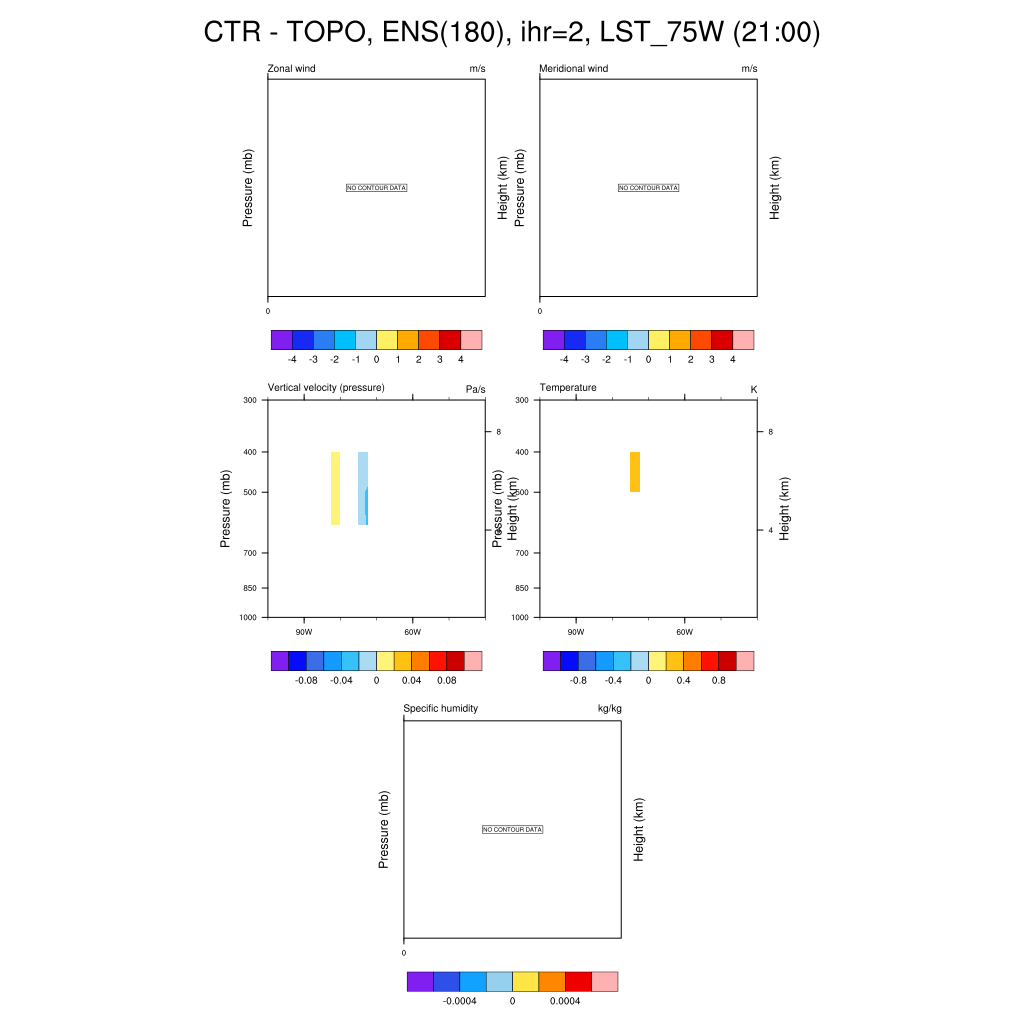 CTR - TOPO, ENS(180), ihr=2, LST_75W (21:00)
Zonal wind m/s
Pressure (mb)
NO CONTOUR DATA
Height (km)
0
-4 -3 -2 -1 0 1 2 3 4
Meridional wind m/s
Pressure (mb)
NO CONTOUR DATA
Height (km)
0
-4 -3 -2 -1 0 1 2 3 4
Vertical velocity (pressure) Pa/s
Pressure (mb)
300
400
500
700
850
1000
8
4
Height (km)
90W 60W
-0.08 -0.04 0 0.04 0.08
Temperature K
Pressure (mb)
300
400
500
700
850
1000
8
4
Height (km)
90W 60W
-0.8 -0.4 0 0.4 0.8
Specific humidity kg/kg
Pressure (mb)
NO CONTOUR DATA
Height (km)
0
-0.0004 0 0.0004